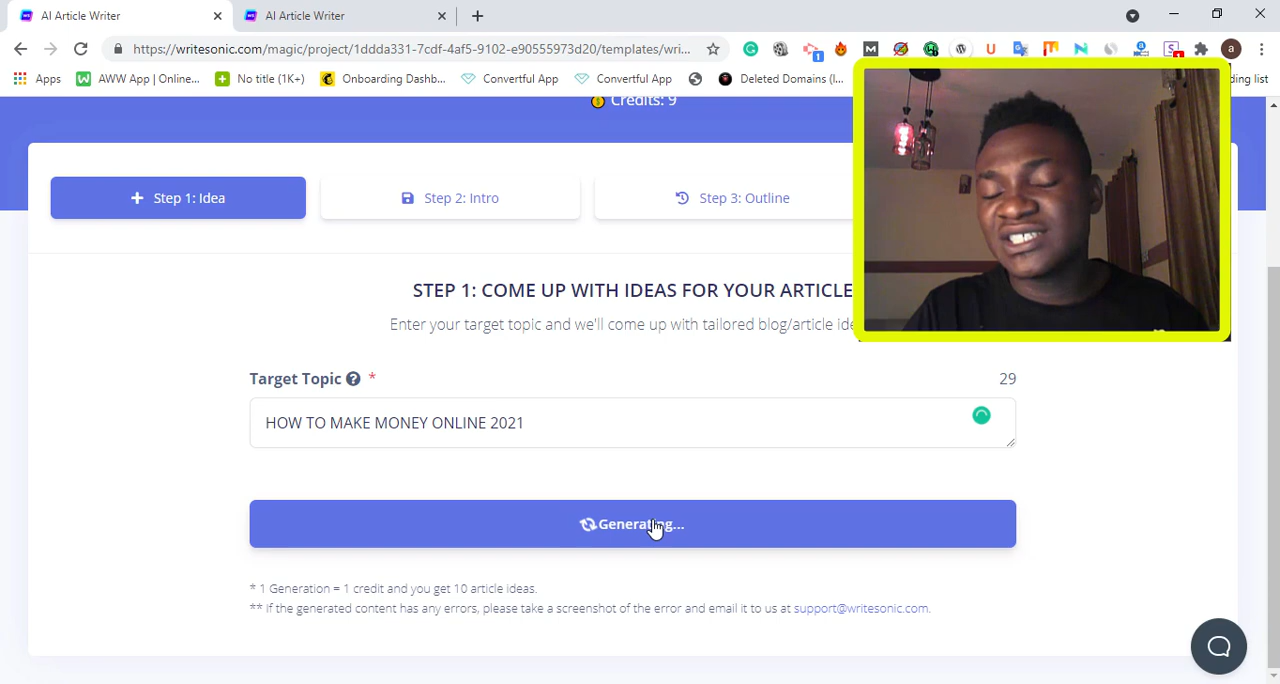 AI Article Writer
AI Article Writer
https://writesonic.com/magic/project/1ddda331-7cdf-4af5-9102-e90555973d20/templates/wri...
Apps
AWW App | Online...
No title (1K+)
Onboarding Dashb...
Convertful App
Convertful App
Deleted Domains (I...
ding list
Credits: 9
Step 1: Idea
Step 2: Intro
Step 3: Outline
STEP 1: COME UP WITH IDEAS FOR YOUR ARTICLE
Enter your target topic and we'll come up with tailored blog/article ide
Target Topic *
29
HOW TO MAKE MONEY ONLINE 2021
Generating...
* 1 Generation = 1 credit and you get 10 article ideas.
** If the generated content has any errors, please take a screenshot of the error and email it to us at support@writesonic.com.